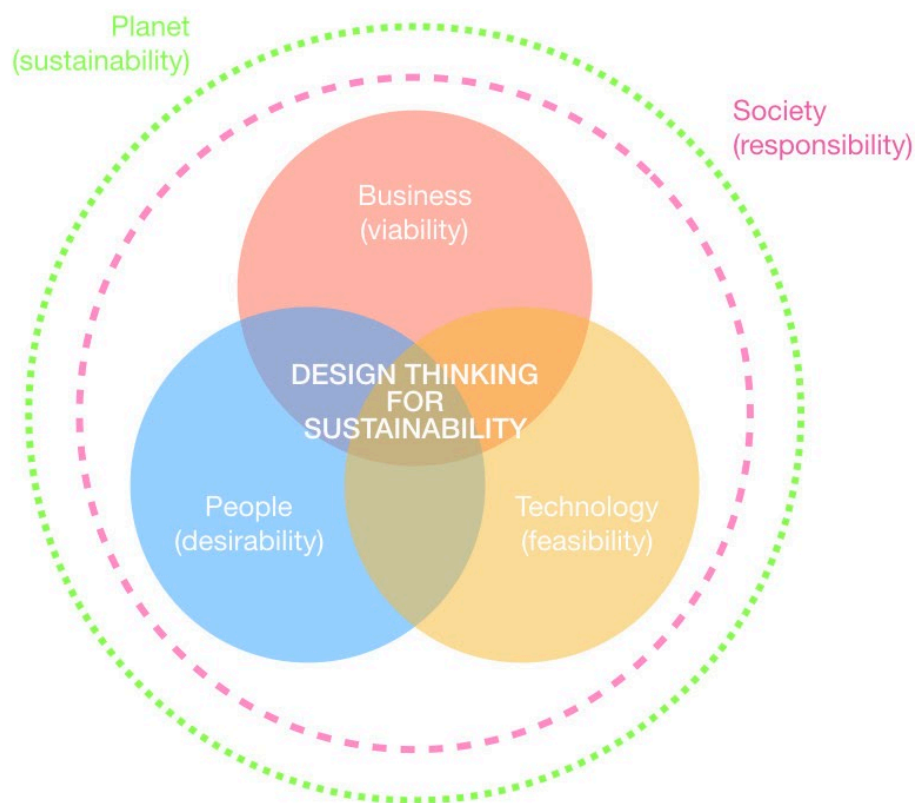 Planet
(sustainability)
Society
(responsibility)
Business
(viability)
DESIGN THINKING
FOR
SUSTAINABILITY
People
(desirability)
Technology
(feasibility)